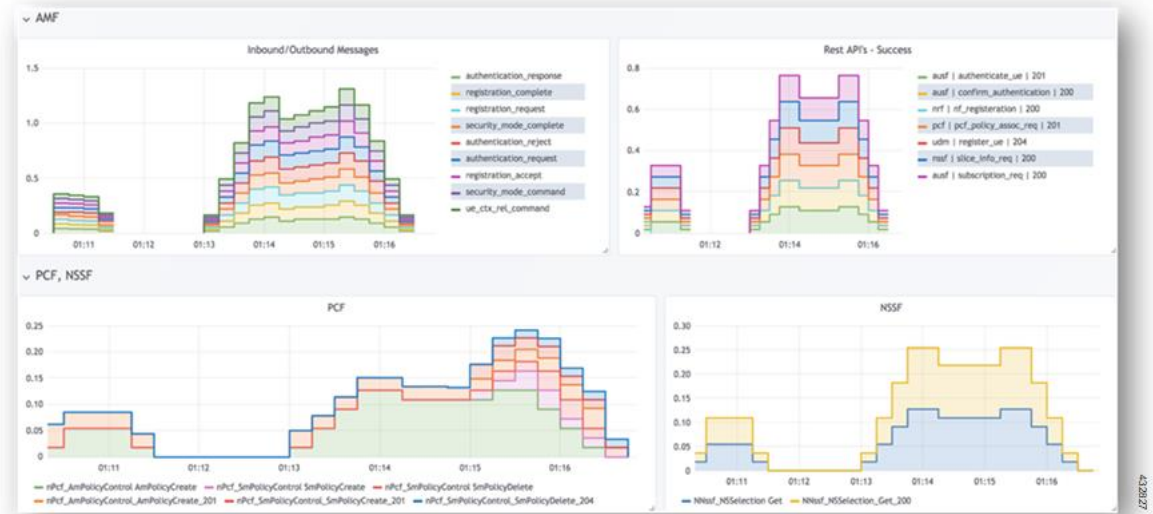 AMF
Inbound/Outbound Messages
1.5
1.0
0.5
0
01:11 01:12 01:13 01:14 01:15 01:16
authentication_response
registration_complete
registration_request
security_mode_complete
authentication_reject
authentication_request
registration_accept
security_mode_command
ue_ctx_rel_command
Rest API's - Success
0.8
0.6
0.4
0.2
0
01:12 01:14 01:16
ausf | authenticate_ue | 201
ausf | confirm_authentication | 200
nrf | nf_registeration | 200
pcf | pcf_policy_assoc_req | 201
udm | register_ue | 204
nssf | slice_info_req | 200
ausf | subscription_req | 200
PCF, NSSF
PCF
0.25
0.20
0.15
0.10
0.05
0
01:11 01:12 01:13 01:14 01:15 01:16
nPcf_AmPolicyControl AmPolicyCreate nPcf_SmPolicyControl SmPolicyCreate nPcf_SmPolicyControl SmPolicyDelete
nPcf_AmPolicyControl_AmPolicyCreate_201 nPcf_SmPolicyControl_SmPolicyCreate_201 nPcf_SmPolicyControl_SmPolicyDelete_204
NSSF
0.30
0.25
0.20
0.15
0.10
0.05
0
01:11 01:12 01:13 01:14 01:15 01:16
NNssf_NSSelection Get NNssf_NSSelection_Get_200
432827